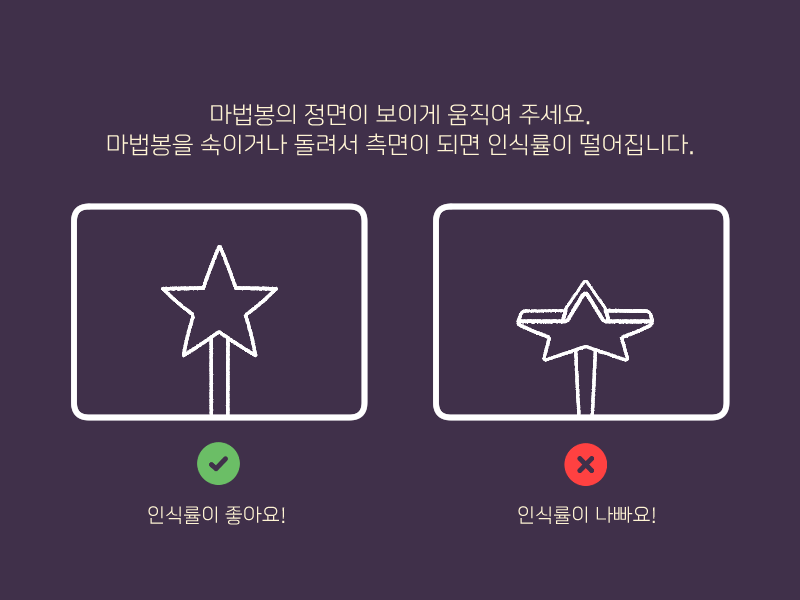 마법봉의 정면이 보이게 움직여 주세요.
마법봉을 숙이거나 돌려서 측면이 되면 인식률이 떨어집니다.
인식률이 좋아요!
인식률이 나빠요!